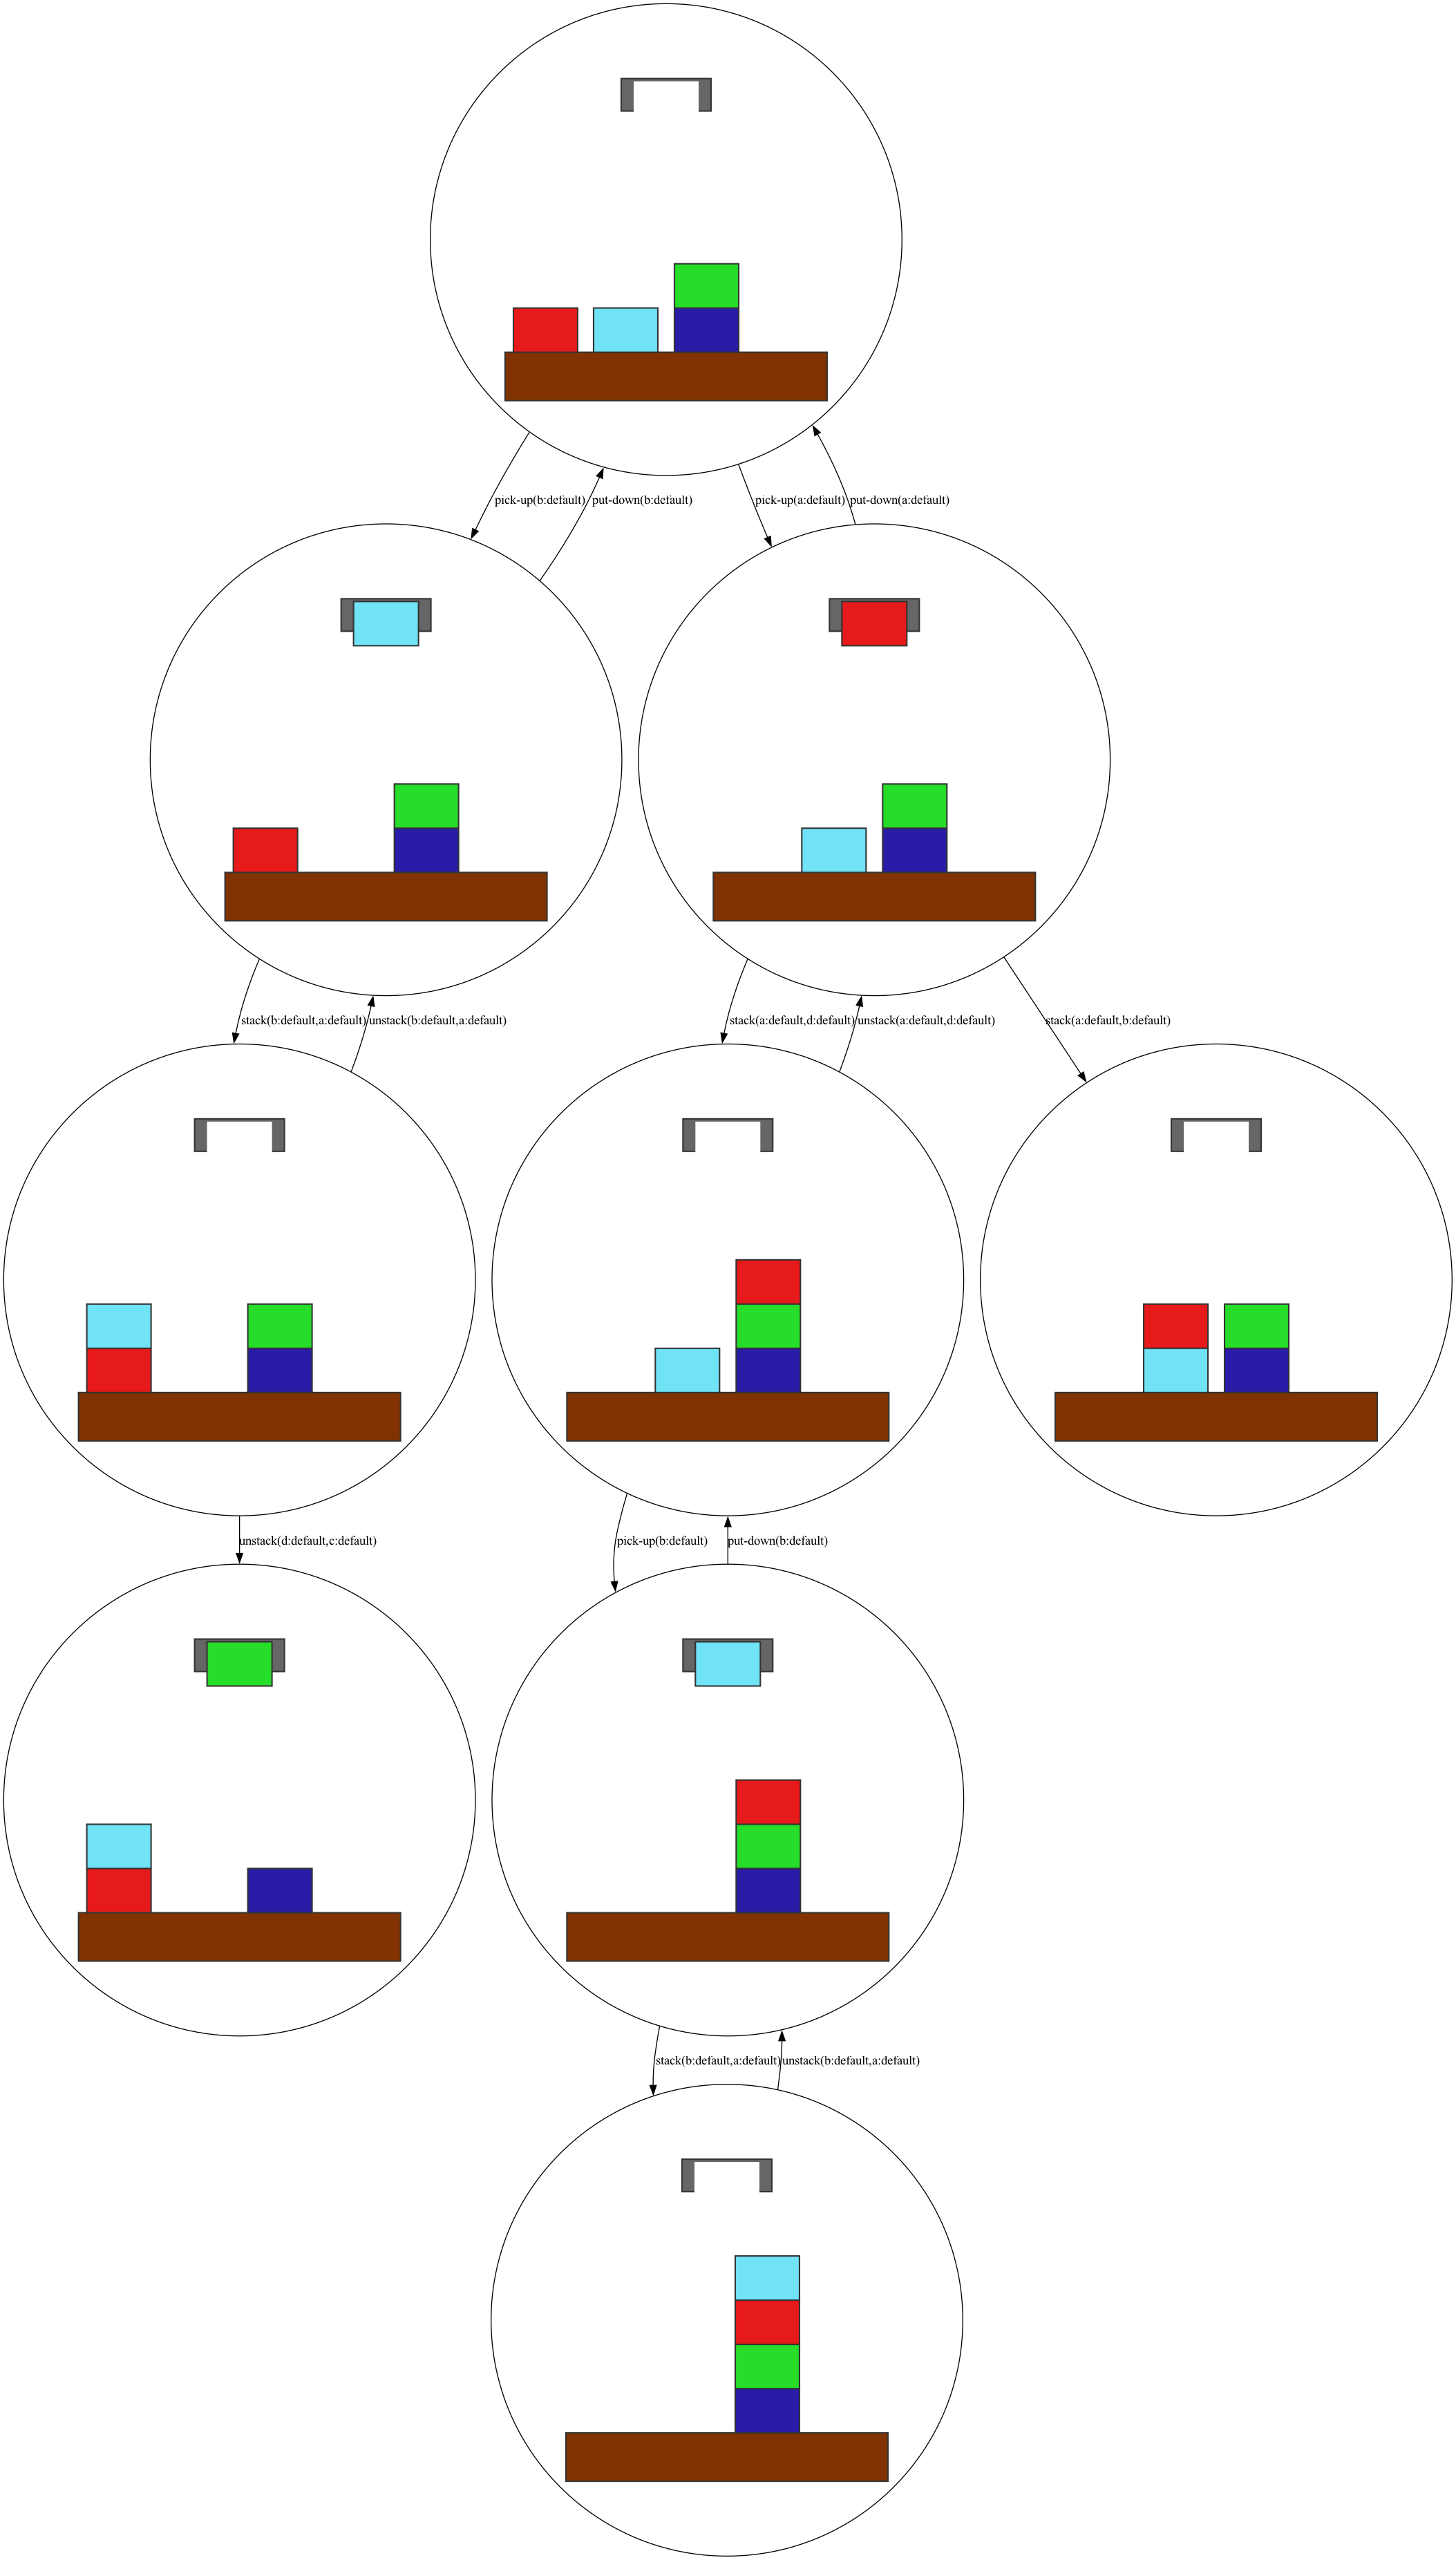 pick-up(b:default)
put-down(b:default)
pick-up(a:default)
put-down(a:default)
stack(b:default,a:default)
unstack(b:default,a:default)
stack(a:default,d:default)
unstack(a:default,d:default)
stack(a:default,b:default)
unstack(d:default,c:default)
pick-up(b:default)
put-down(b:default)
stack(b:default,a:default)
unstack(b:default,a:default)